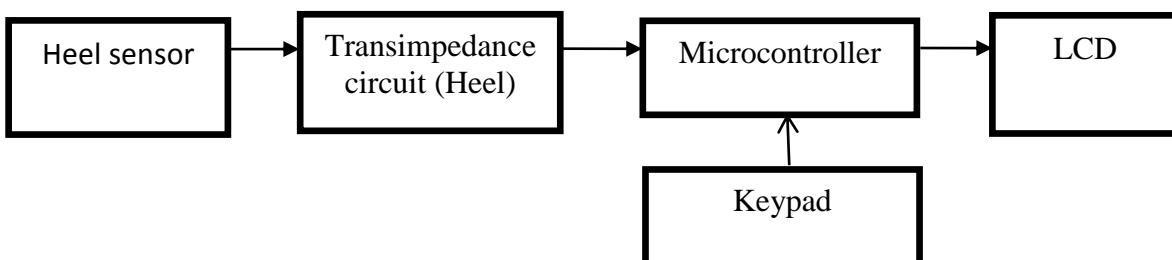 Heel sensor
Transimpedance
circuit (Heel)
Microcontroller
LCD
Keypad